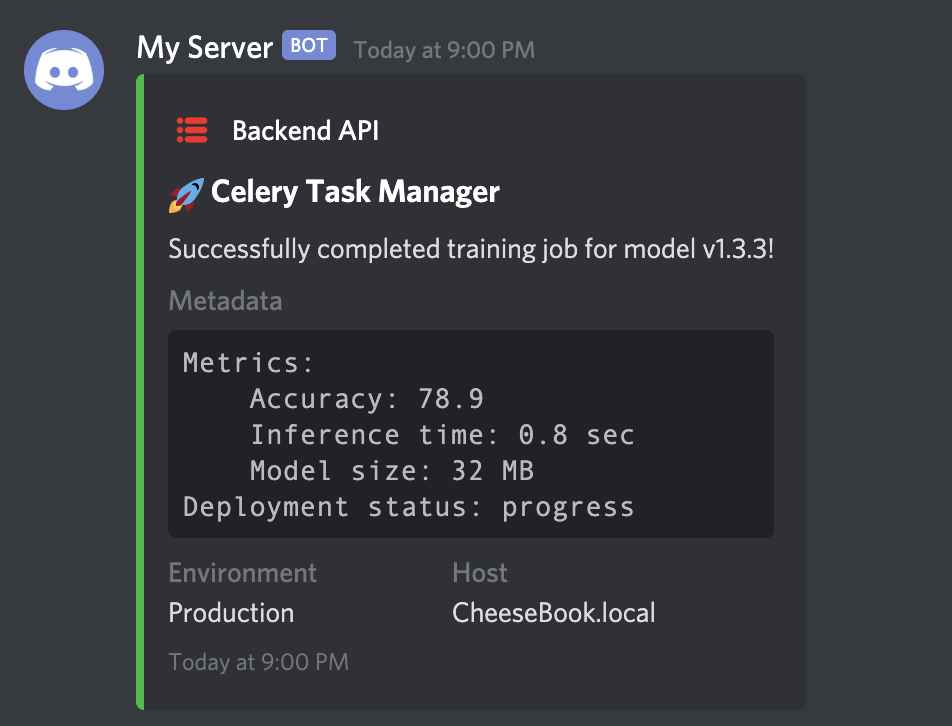 My Server BOT Today at 9:00 PM
Backend API
🚀 Celery Task Manager
Successfully completed training job for model v1.3.3!
Metadata
Metrics:
    Accuracy: 78.9
    Inference time: 0.8 sec
    Model size: 32 MB
Deployment status: progress
Environment Host
Production CheeseBook.local
Today at 9:00 PM